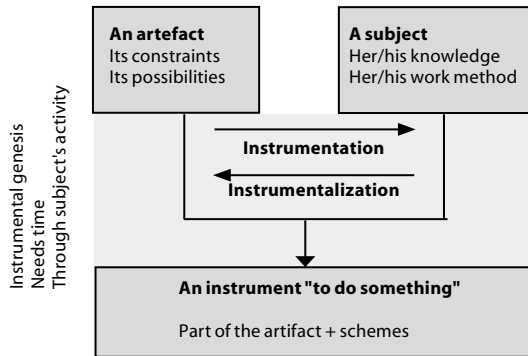 An artefact
Its constraints
Its possibilities
A subject
Her/his knowledge
Her/his work method
Instrumentation
Instrumentalization
Instrumental genesis
Needs time
Through subject's activity
An instrument "to do something"
Part of the artifact + schemes